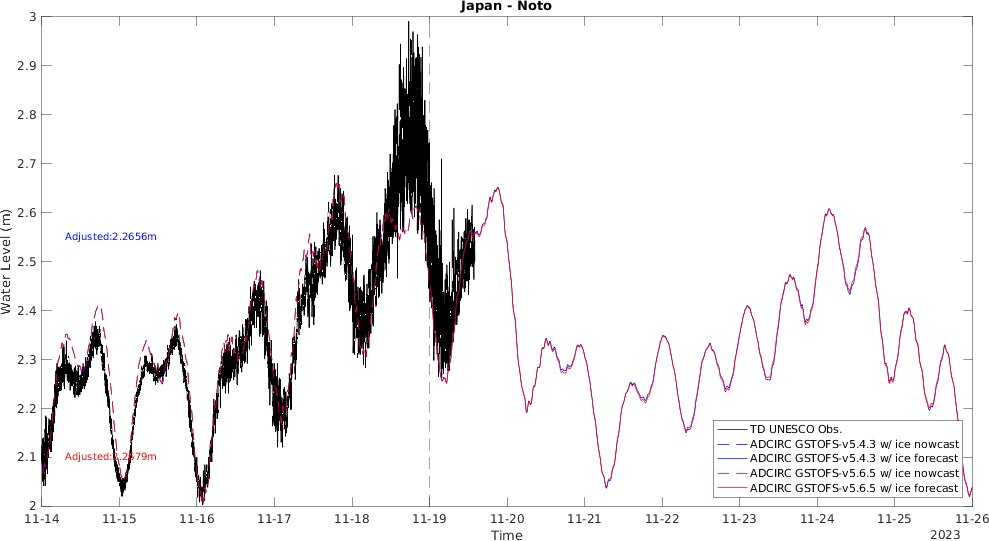 Japan - Noto
3
2.9
2.8
2.7
2.6
2.5
2.4
2.3
2.2
2.1
2
Water Level (m)
Adjusted:2.2656m
Adjusted:2.2579m
TD UNESCO Obs.
ADCIRC GSTOFS-v5.4.3 w/ ice nowcast
ADCIRC GSTOFS-v5.4.3 w/ ice forecast
ADCIRC GSTOFS-v5.6.5 w/ ice nowcast
ADCIRC GSTOFS-v5.6.5 w/ ice forecast
11-14 11-15 11-16 11-17 11-18 11-19 11-20 11-21 11-22 11-23 11-24 11-25 11-26
Time
2023